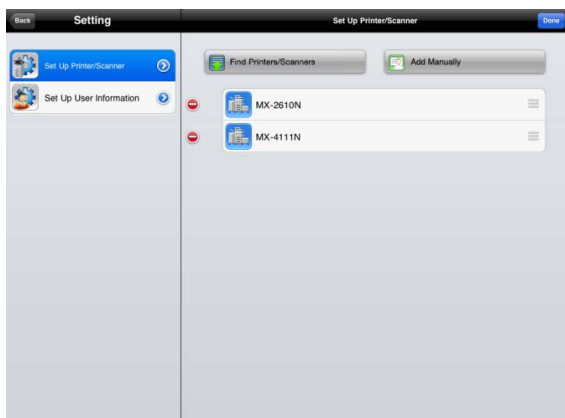 Back
Setting
Set Up Printer/Scanner
Done
Set Up Printer/Scanner
Set Up User Information
Find Printers/Scanners
Add Manually
MX-2610N
MX-4111N